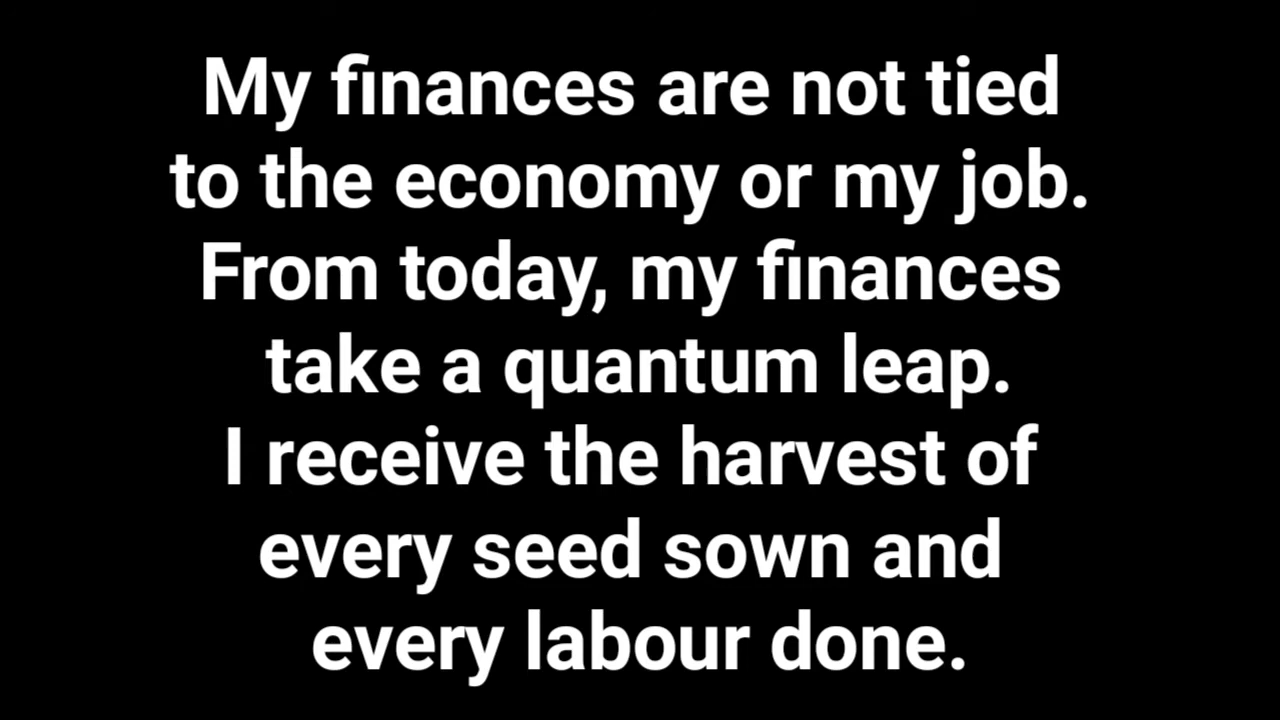 My finances are not tied
to the economy or my job.
From today, my finances
take a quantum leap.
I receive the harvest of
every seed sown and
every labour done.